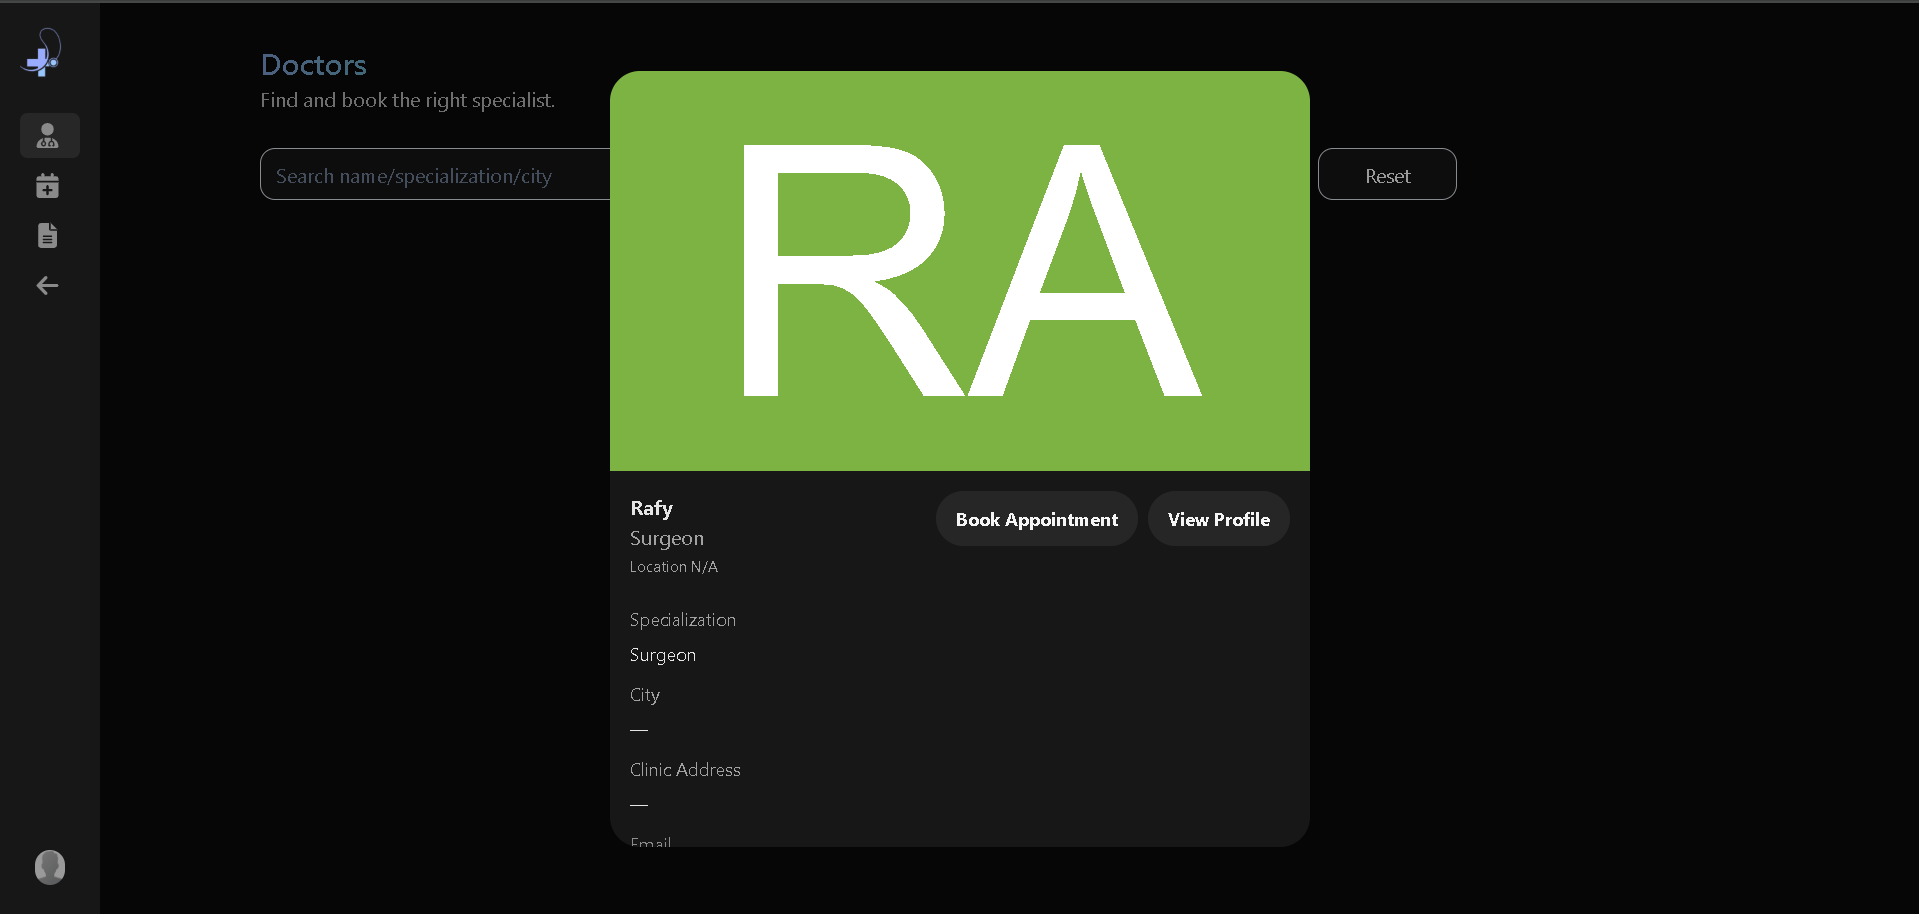 Doctors
Find and book the right specialist.
Search name/specialization/city
Reset
RA
Rafy
Surgeon
Location N/A
Book Appointment
View Profile
Specialization
Surgeon
City
—
Clinic Address
—
Email